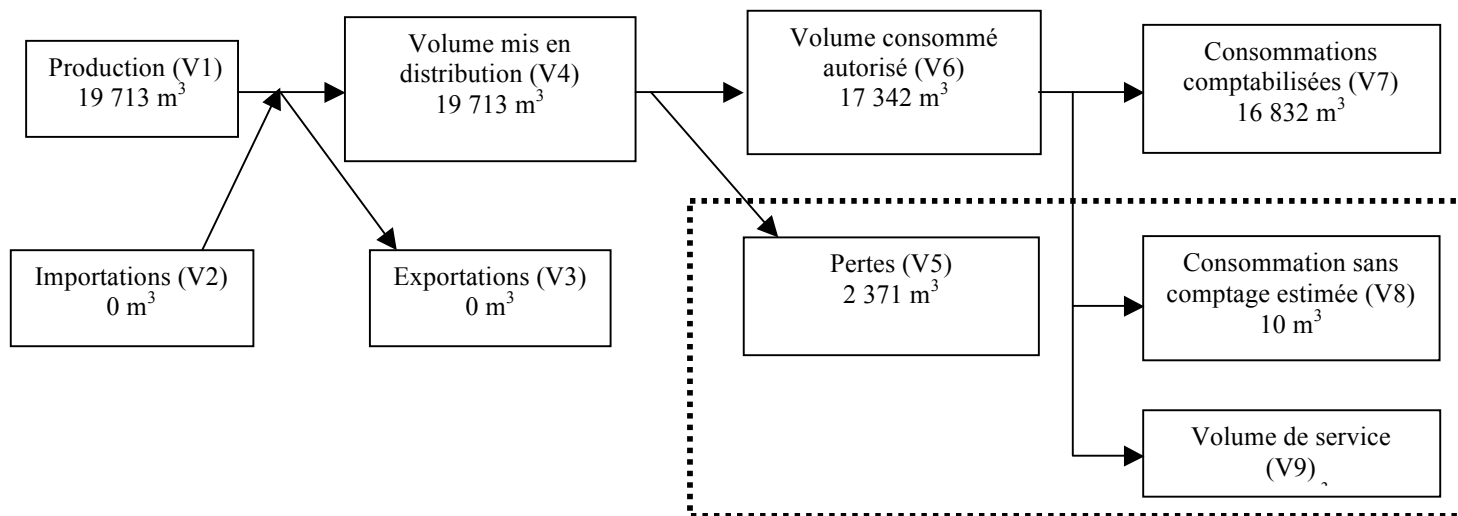 Production (V1)
19 713 m³
Volume mis en
distribution (V4)
19 713 m³
Volume consommé
autorisé (V6)
17 342 m³
Consommations
comptabilisées (V7)
16 832 m³
Importations (V2)
0 m³
Exportations (V3)
0 m³
Pertes (V5)
2 371 m³
Consommation sans
comptage estimée (V8)
10 m³
Volume de service
(V9)